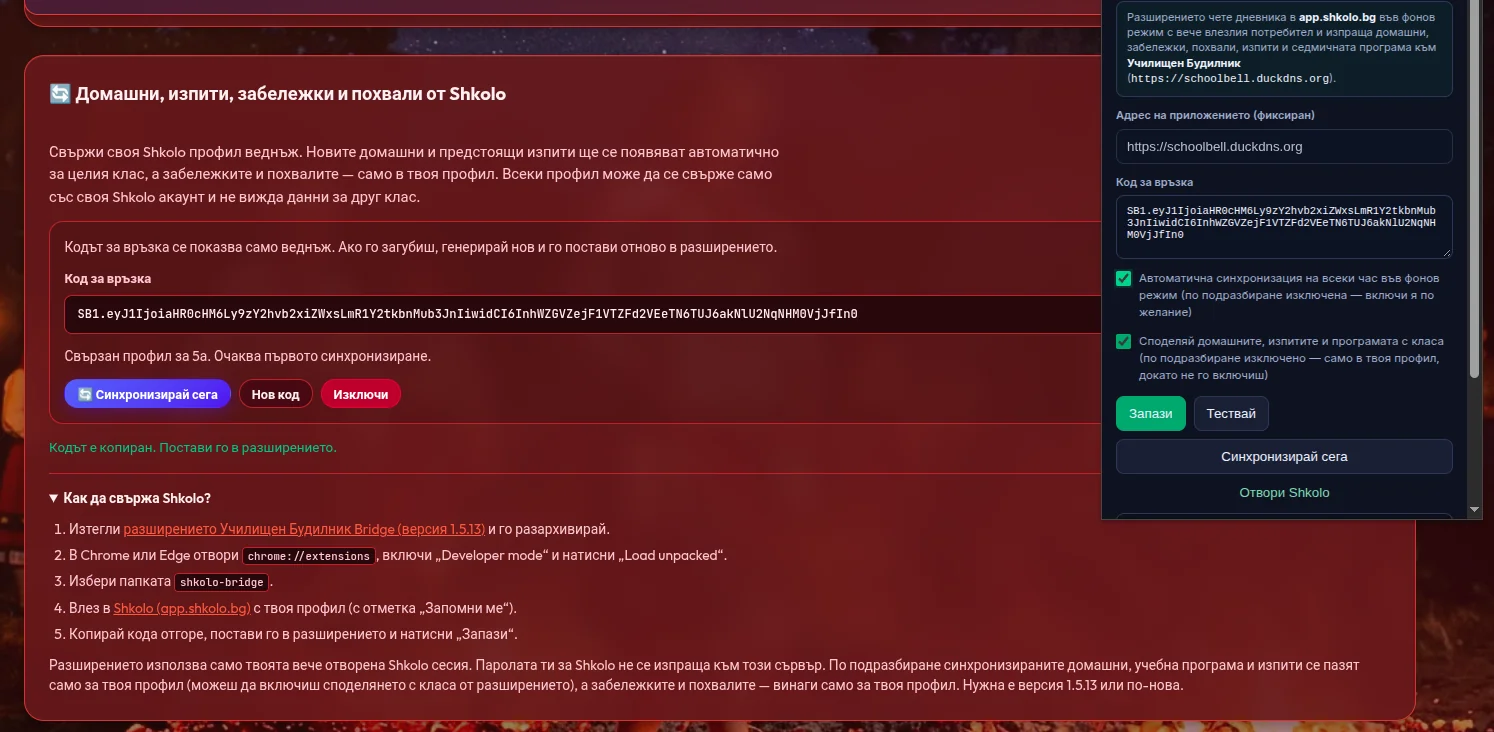 Домашни, изпити, забележки и похвали от Shkolo
Свържи своя Shkolo профил веднъж. Новите домашни и предстоящи изпити ще се появяват автоматично
за целия клас, а забележките и похвалите — само в твоя профил. Всеки профил може да се свърже само
със своя Shkolo акаунт и не вижда данни за друг клас.
Кодът за връзка се показва само веднъж. Ако го загубиш, генерирай нов и го постави отново в разширението.
Код за връзка
SB1.eyJ1IjoiaHR0cHM6Ly9zY2hvb2xiZWxsLmR1Y2tkbnMub3JnIiwidCI6InhWZGVZejF1VTZFd2VEeTN6TUJ6akNlU2NqNHM0VjJfIn0
Свързан профил за 5а. Очаква първото синхронизиране.
Синхронизирай сега
Нов код
Изключи
Кодът е копиран. Постави го в разширението.
▼ Как да свържа Shkolo?
1. Изтегли разширението Училищен Будилник Bridge (версия 1.5.13) и го разархивирай.
2. В Chrome или Edge отвори chrome://extensions, включи „Developer mode“ и натисни „Load unpacked“.
3. Избери папката shkolo-bridge.
4. Влез в Shkolo (app.shkolo.bg) с твоя профил (с отметка „Запомни ме“).
5. Копирай кода отгоре, постави го в разширението и натисни „Запази“.
Разширението използва само твоята вече отворена Shkolo сесия. Паролата ти за Shkolo не се изпраща към този сървър. По подразбиране синхронизираните домашни, учебна програма и изпити се пазят
само за твоя профил (можеш да включиш споделянето с класа от разширението), а забележките и похвалите — винаги само за твоя профил. Нужна е версия 1.5.13 или по-нова.
Разширението чете дневника в app.shkolo.bg във фонов
режим с вече влезлия потребител и изпраща домашни,
забележки, похвали, изпити и седмичната програма към
Училищен Будилник
(https://schoolbell.duckdns.org).
Адрес на приложението (фиксиран)
https://schoolbell.duckdns.org
Код за връзка
SB1.eyJ1IjoiaHR0cHM6Ly9zY2hvb2xiZWxsLmR1Y2tkbnMub
3JnIiwidCI6InhWZGVZejF1VTZFd2VEeTN6TUJ6akNlU2NqNH
M0VjJfIn0
Автоматична синхронизация на всеки час във фонов
режим (по подразбиране изключена — включи я по
желание)
Споделяй домашните, изпитите и програмата с класа
(по подразбиране изключено — само в твоя профил,
докато не го включиш)
Запази
Тествай
Синхронизирай сега
Отвори Shkolo